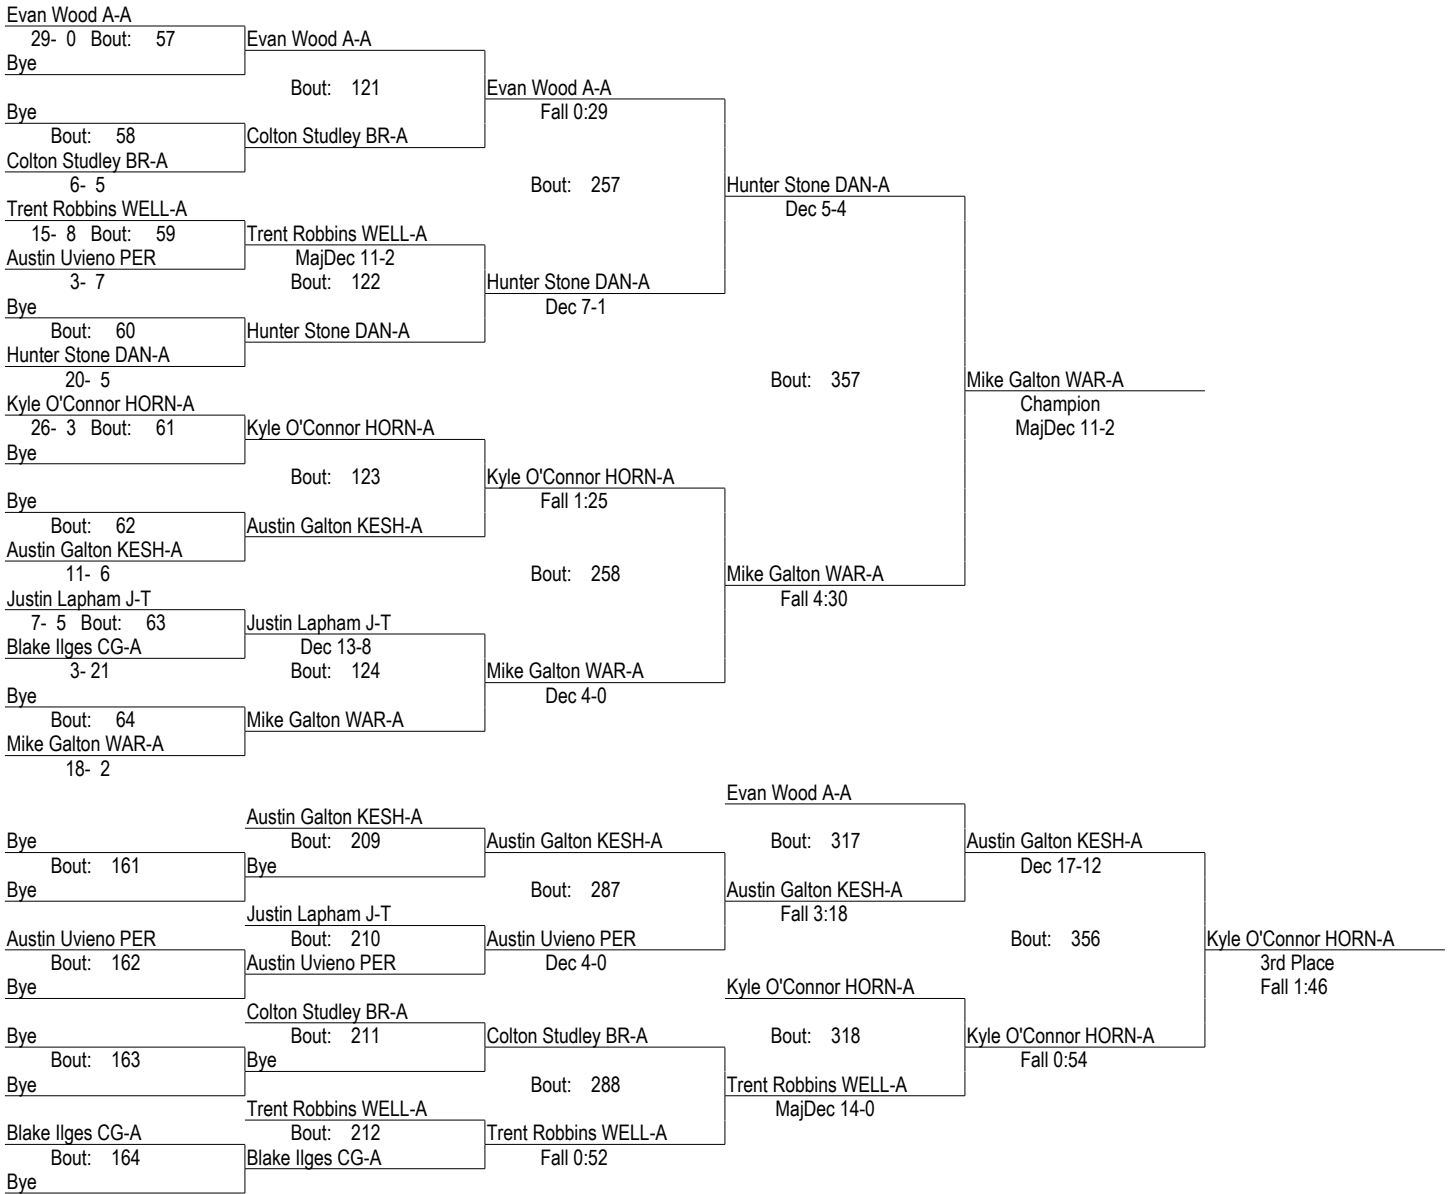 Evan Wood A-A
29- 0 Bout: 57 Evan Wood A-A
Bye
Bout: 121 Evan Wood A-A
Bye Fall 0:29
Bout: 58 Colton Studley BR-A
Colton Studley BR-A
6- 5 Bout: 257 Hunter Stone DAN-A
Trent Robbins WELL-A Dec 5-4
15- 8 Bout: 59 Trent Robbins WELL-A
Austin Uvieno PER MajDec 11-2
3- 7 Bout: 122 Hunter Stone DAN-A
Bye Dec 7-1
Bout: 60 Hunter Stone DAN-A
Hunter Stone DAN-A
20- 5 Bout: 357 Mike Galton WAR-A
Kyle O'Connor HORN-A Champion
26- 3 Bout: 61 Kyle O'Connor HORN-A MajDec 11-2
Bye
Bout: 123 Kyle O'Connor HORN-A
Bye Fall 1:25
Bout: 62 Austin Galton KESH-A
Austin Galton KESH-A
11- 6 Bout: 258 Mike Galton WAR-A
Justin Lapham J-T Fall 4:30
7- 5 Bout: 63 Justin Lapham J-T
Blake Ilges CG-A Dec 13-8
3- 21 Bout: 124 Mike Galton WAR-A
Bye Dec 4-0
Bout: 64 Mike Galton WAR-A
Mike Galton WAR-A
18- 2
Evan Wood A-A
Austin Galton KESH-A
Bye Bout: 209 Austin Galton KESH-A Bout: 317 Austin Galton KESH-A
Bout: 161 Bye Dec 17-12
Bye Bout: 287 Austin Galton KESH-A
Justin Lapham J-T Fall 3:18
Austin Uvieno PER Bout: 210 Austin Uvieno PER Bout: 356 Kyle O'Connor HORN-A
Bout: 162 Austin Uvieno PER Dec 4-0 3rd Place
Bye Kyle O'Connor HORN-A Fall 1:46
Colton Studley BR-A
Bye Bout: 211 Colton Studley BR-A Bout: 318 Kyle O'Connor HORN-A
Bout: 163 Bye Fall 0:54
Bye Bout: 288 Trent Robbins WELL-A
Trent Robbins WELL-A MajDec 14-0
Blake Ilges CG-A Bout: 212 Trent Robbins WELL-A
Bout: 164 Blake Ilges CG-A Fall 0:52
Bye